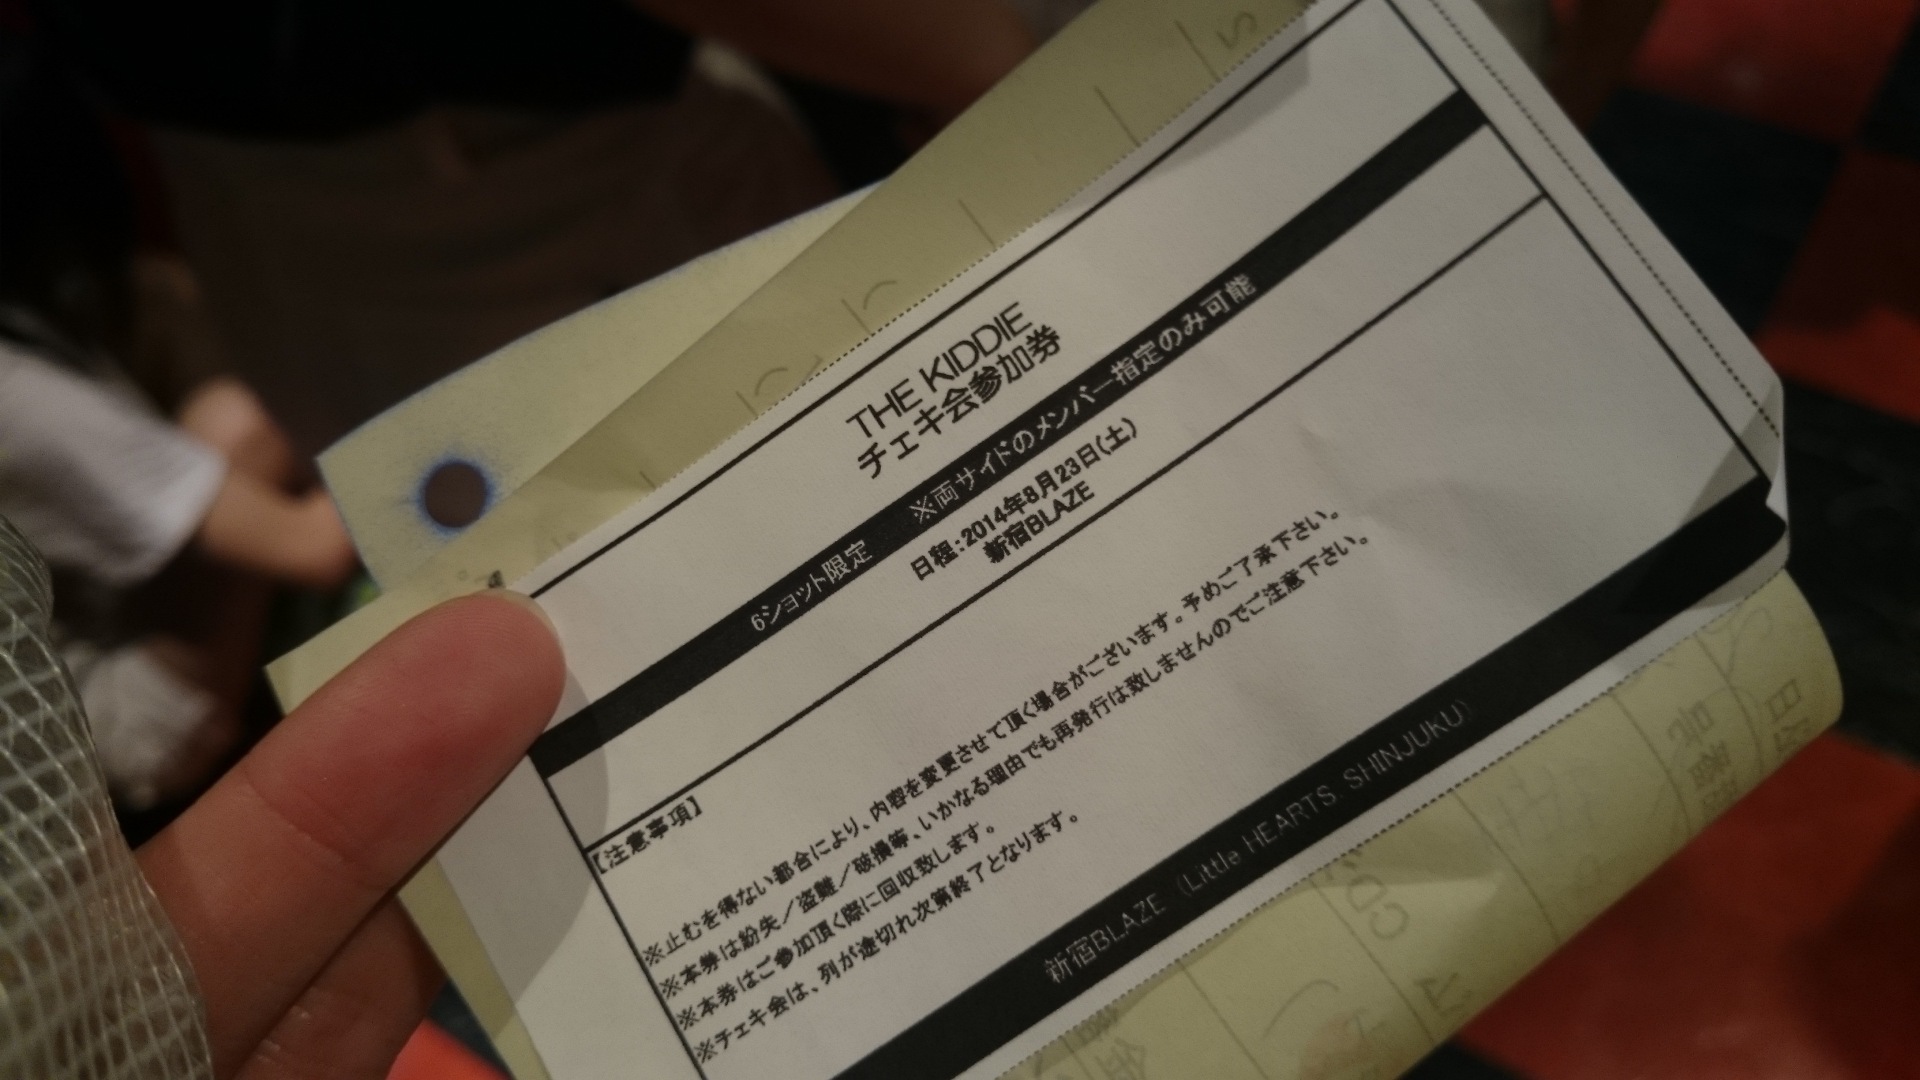 THE KIDDIE
チェキ会参加券
6ショット限定 ※両サイドのメンバー指定のみ可能
日程:2014年8月23日(土)
新宿BLAZE
【注意事項】
※止むを得ない都合により、内容を変更させて頂く場合がございます。予めご了承下さい。
※本券は紛失／盗難／破損等、いかなる理由でも再発行は致しませんのでご注意下さい。
※本券はご参加頂く際に回収致します。
※チェキ会は、列が途切れ次第終了となります。
新宿BLAZE (Little HEARTS. SHINJUKU)